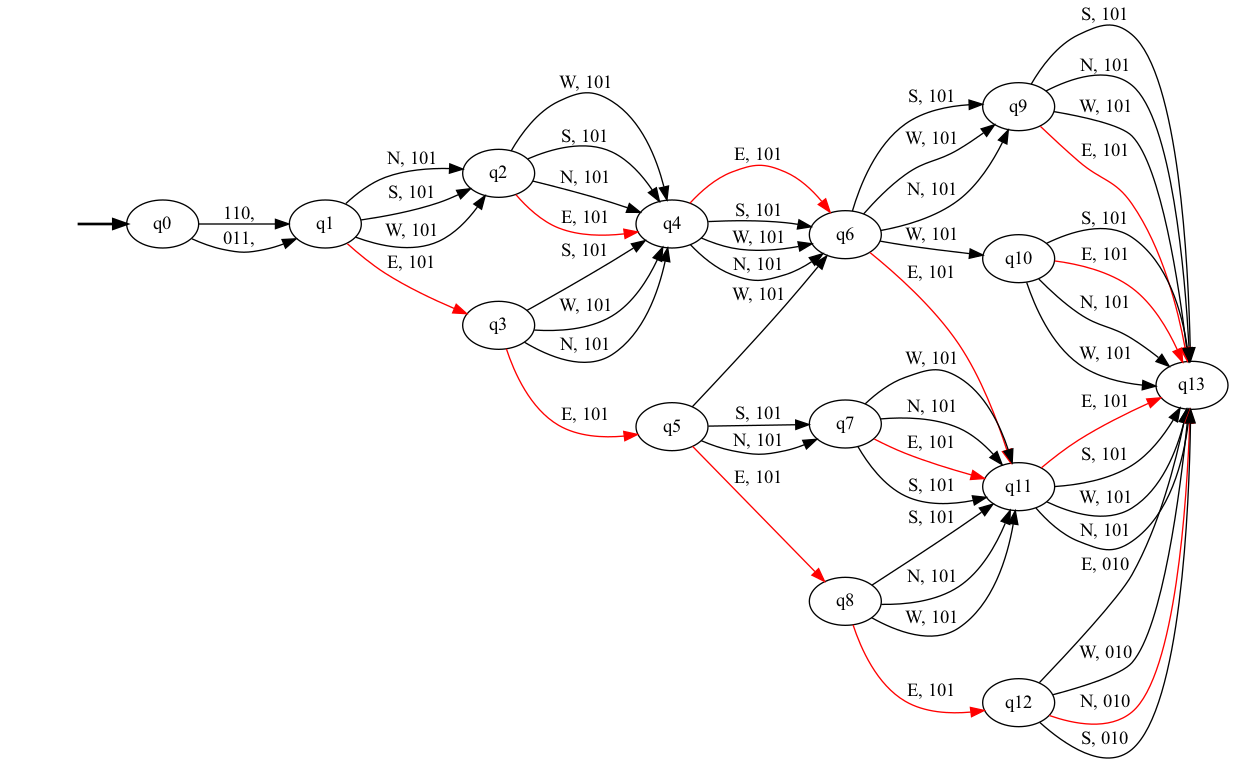 S, 101
N, 101
W, 101
S, 101
q9
W, 101
S, 101
W, 101
E, 101
E, 101
N, 101
q2
N, 101
N, 101
S, 101
E, 101
S, 101
S, 101
q0
110,
011,
q1
W, 101
q4
W, 101
q6
W, 101
q10
E, 101
E, 101
S, 101
N, 101
E, 101
N, 101
W, 101
W, 101
q3
N, 101
W, 101
W, 101
q13
E, 101
E, 101
q5
S, 101
N, 101
q7
N, 101
E, 101
S, 101
E, 101
S, 101
q11
S, 101
W, 101
N, 101
E, 010
q8
N, 101
W, 101
W, 010
E, 101
q12
N, 010
S, 010